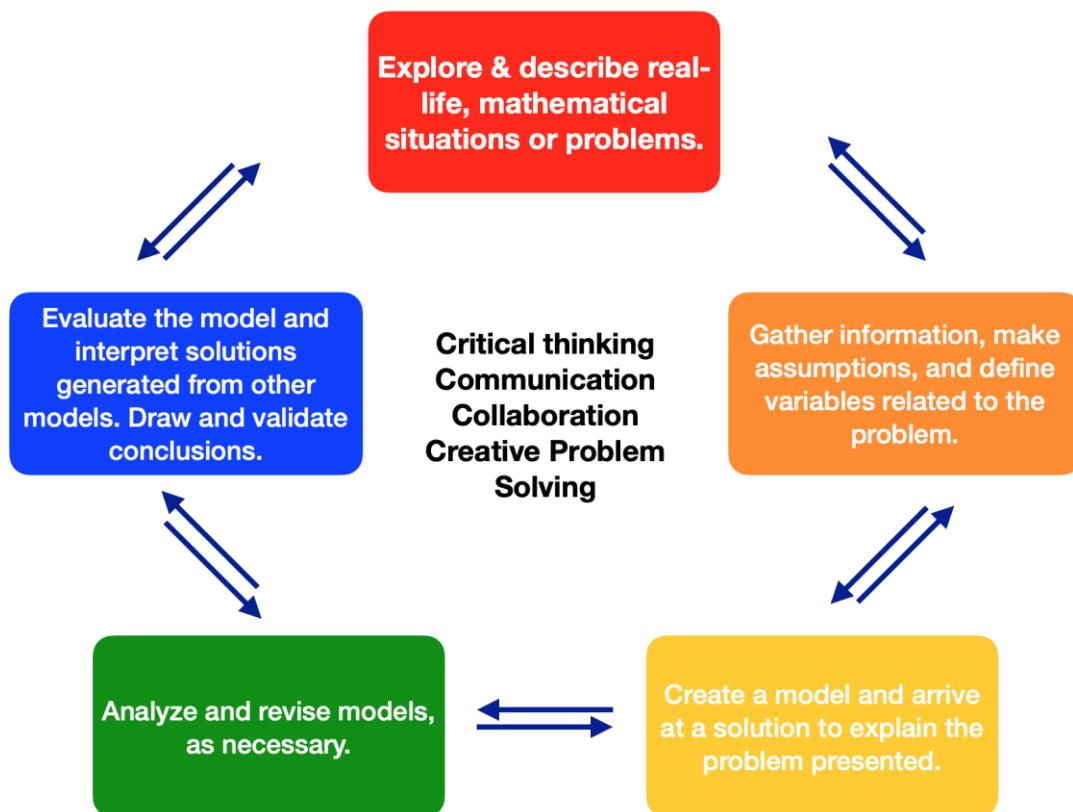 Explore & describe real-
life, mathematical
situations or problems.
Evaluate the model and
interpret solutions
generated from other
models. Draw and validate
conclusions.
Critical thinking
Communication
Collaboration
Creative Problem
Solving
Gather information, make
assumptions, and define
variables related to the
problem.
Analyze and revise models,
as necessary.
Create a model and arrive
at a solution to explain the
problem presented.